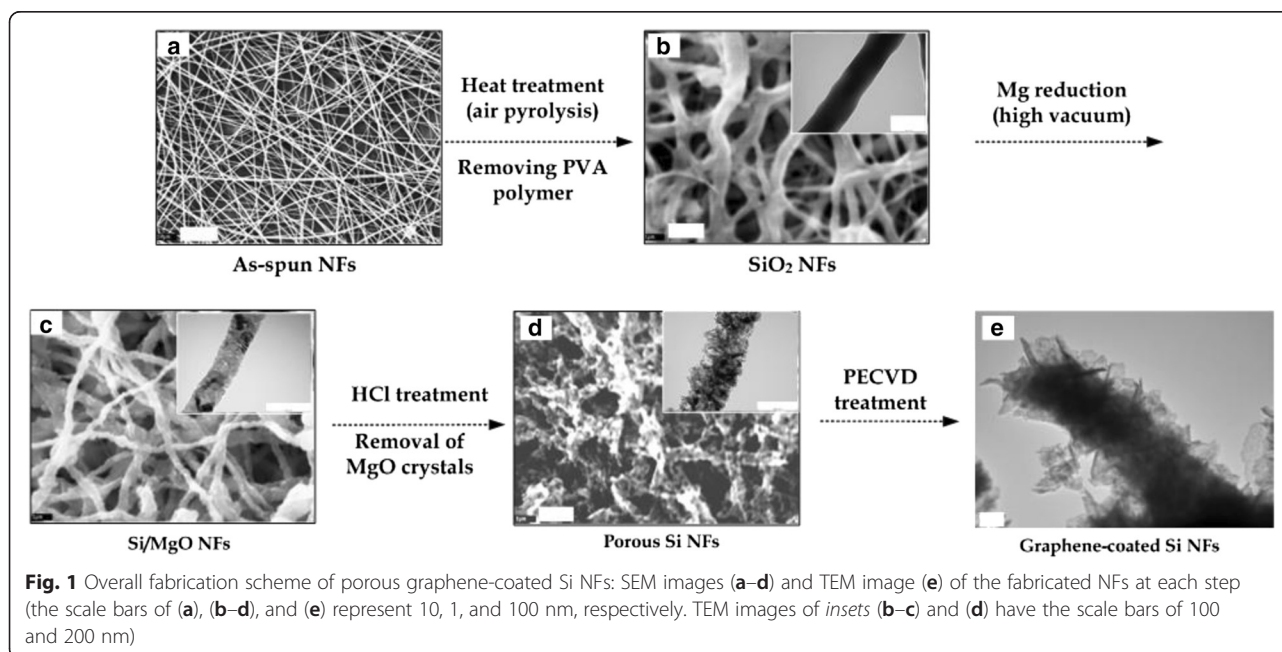 a
Heat treatment
(air pyrolysis)
Removing PVA
polymer
As-spun NFs
b
SiO₂ NFs
Mg reduction
(high vacuum)
c
Si/MgO NFs
HCl treatment
Removal of
MgO crystals
d
Porous Si NFs
PECVD
treatment
e
Graphene-coated Si NFs
Fig. 1 Overall fabrication scheme of porous graphene-coated Si NFs: SEM images (a–d) and TEM image (e) of the fabricated NFs at each step
(the scale bars of (a), (b–d), and (e) represent 10, 1, and 100 nm, respectively. TEM images of insets (b–c) and (d) have the scale bars of 100
and 200 nm)